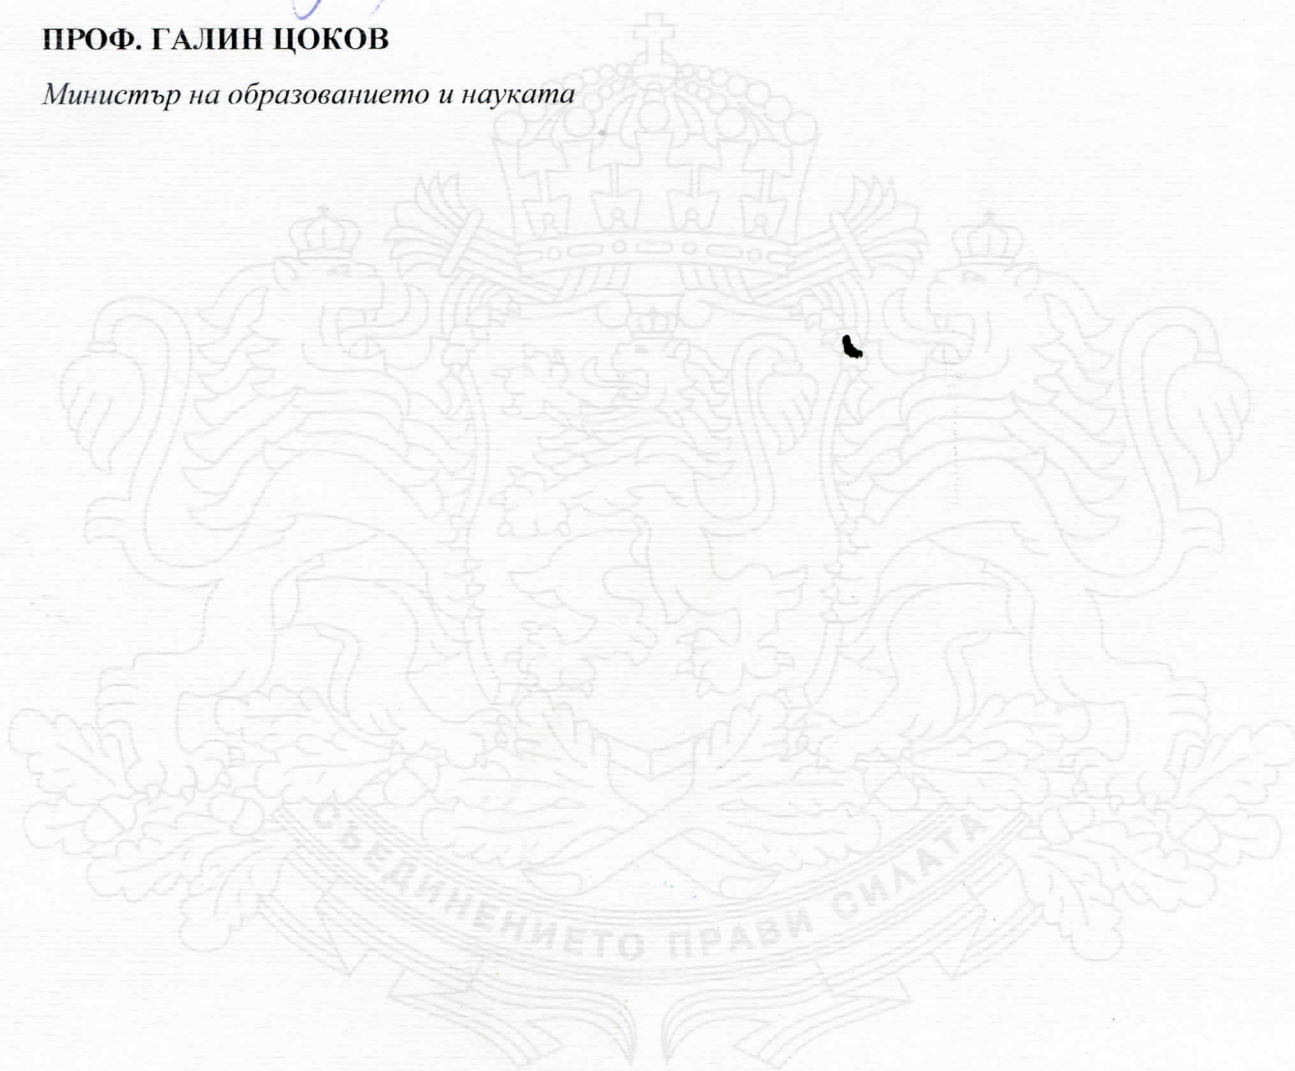 ПРОФ. ГАЛИН ЦОКОВ
Министър на образованието и науката
СЪЕДИНЕНИЕТО ПРАВИ СИЛАТА